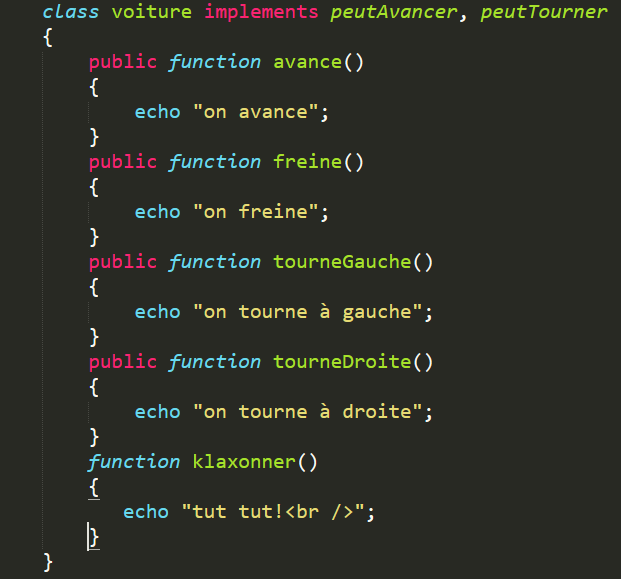 class voiture implements peutAvancer, peutTourner
{
    public function avance()
    {
        echo "on avance";
    }
    public function freine()
    {
        echo "on freine";
    }
    public function tourneGauche()
    {
        echo "on tourne à gauche";
    }
    public function tourneDroite()
    {
        echo "on tourne à droite";
    }
    function klaxonner()
    {
       echo "tut tut!<br />";
    }
}